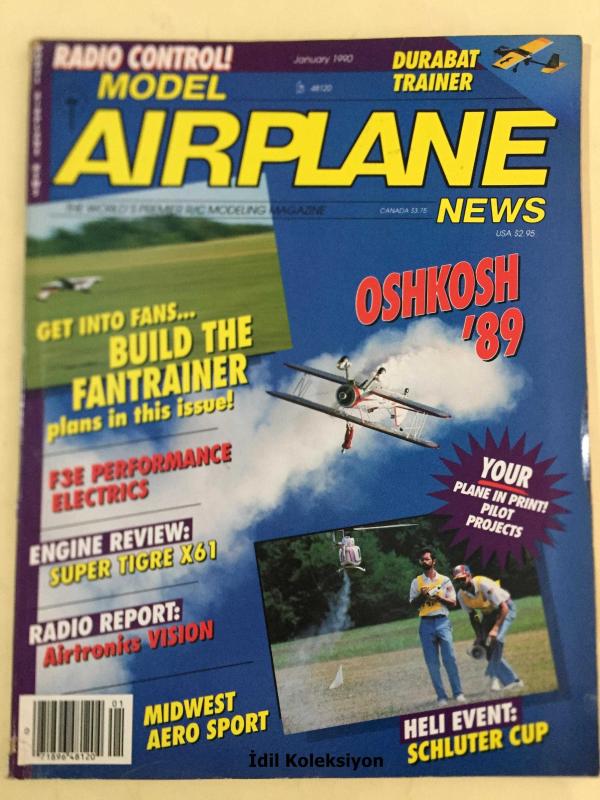 RADIO CONTROL!
January 1990
DURABAT
TRAINER
MODEL
48120
AIRPLANE
NEWS
THE WORLD'S PREMIER R/C MODELING MAGAZINE
CANADA $3.75
USA $2.95
OSHKOSH
'89
GET INTO FANS...
BUILD THE
FANTRAINER
plans in this issue!
F3E PERFORMANCE
ELECTRICS
YOUR
PLANE IN PRINT!
PILOT
PROJECTS
ENGINE REVIEW:
SUPER TIGRE X61
RADIO REPORT:
Airtronics VISION
MIDWEST
AERO SPORT
HELI EVENT:
SCHLUTER CUP
01
0
71896 48120
İdil Koleksiyon